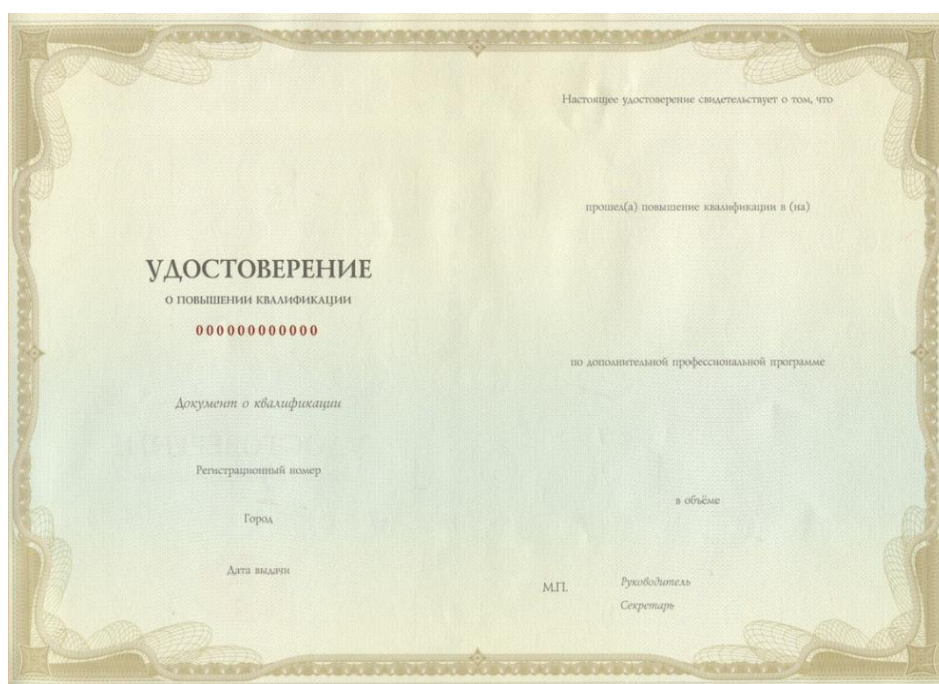 УДОСТОВЕРЕНИЕ
О ПОВЫШЕНИИ КВАЛИФИКАЦИИ
000000000000
Документ о квалификации
Регистрационный номер
Город
Дата выдачи
Настоящее удостоверение свидетельствует о том, что
прошел(а) повышение квалификации в (на)
по дополнительной профессиональной программе
в объёме
М.П.
Руководитель
Секретарь